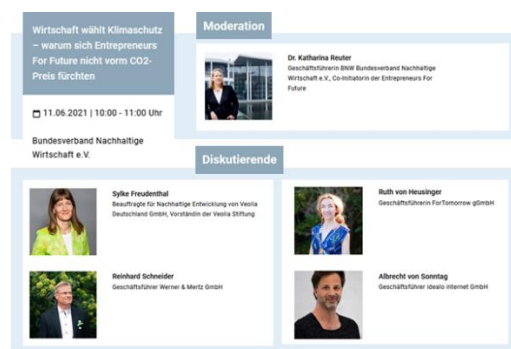 Wirtschaft wählt Klimaschutz
– warum sich Entrepreneurs
For Future nicht vorm CO2-
Preis fürchten
11.06.2021 | 10:00 - 11:00 Uhr
Bundesverband Nachhaltige
Wirtschaft e.V.
Moderation
Dr. Katharina Reuter
Geschäftsführerin BNW Bundesverband Nachhaltige
Wirtschaft e.V., Co-Initiatorin der Entrepreneurs For
Future
Diskutierende
Sylke Freudenthal
Beauftragte für Nachhaltige Entwicklung von Veolia
Deutschland GmbH, Vorständin der Veolia Stiftung
Ruth von Heusinger
Geschäftsführerin ForTomorrow gGmbH
Reinhard Schneider
Geschäftsführer Werner & Mertz GmbH
Albrecht von Sonntag
Geschäftsführer idealo internet GmbH